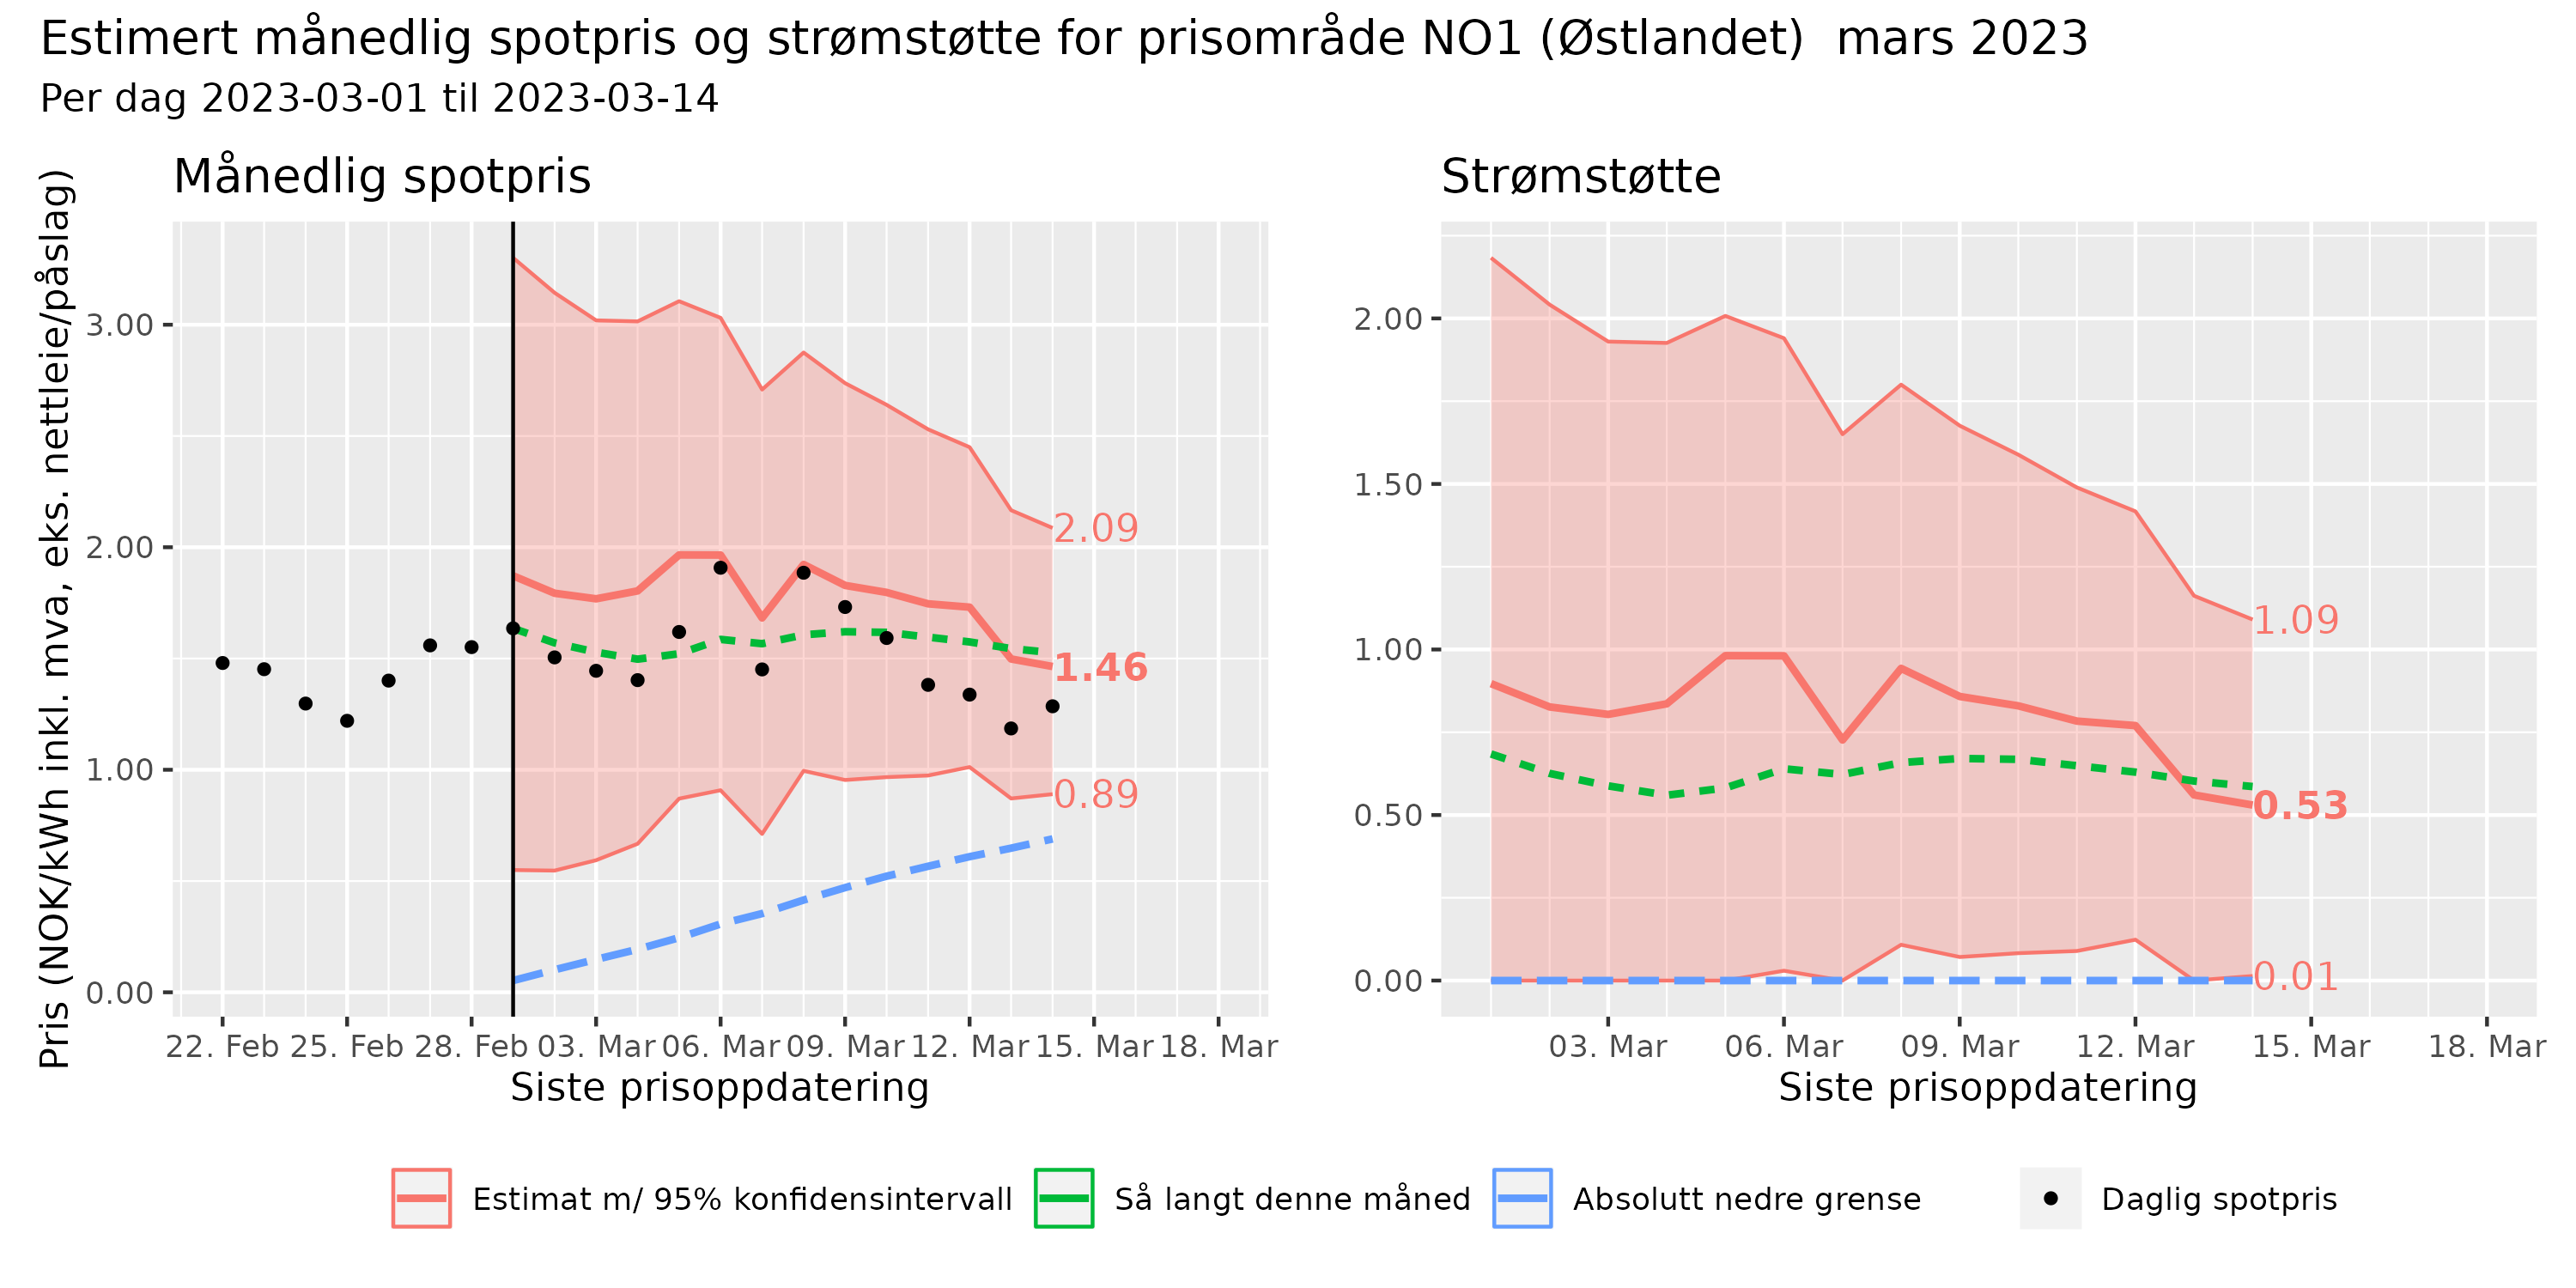 Estimert månedlig spotpris og strømstøtte for prisområde NO1 (Østlandet)  mars 2023
Per dag 2023-03-01 til 2023-03-14
Månedlig spotpris
Pris (NOK/kWh inkl. mva, eks. nettleie/påslag)
3.00
2.00
1.00
0.00
2.09
1.46
0.89
22. Feb 25. Feb 28. Feb 03. Mar 06. Mar 09. Mar 12. Mar 15. Mar 18. Mar
Siste prisoppdatering
Strømstøtte
2.00
1.50
1.00
0.50
0.00
1.09
0.53
0.01
03. Mar 06. Mar 09. Mar 12. Mar 15. Mar 18. Mar
Siste prisoppdatering
Estimat m/ 95% konfidensintervall Så langt denne måned Absolutt nedre grense Daglig spotpris